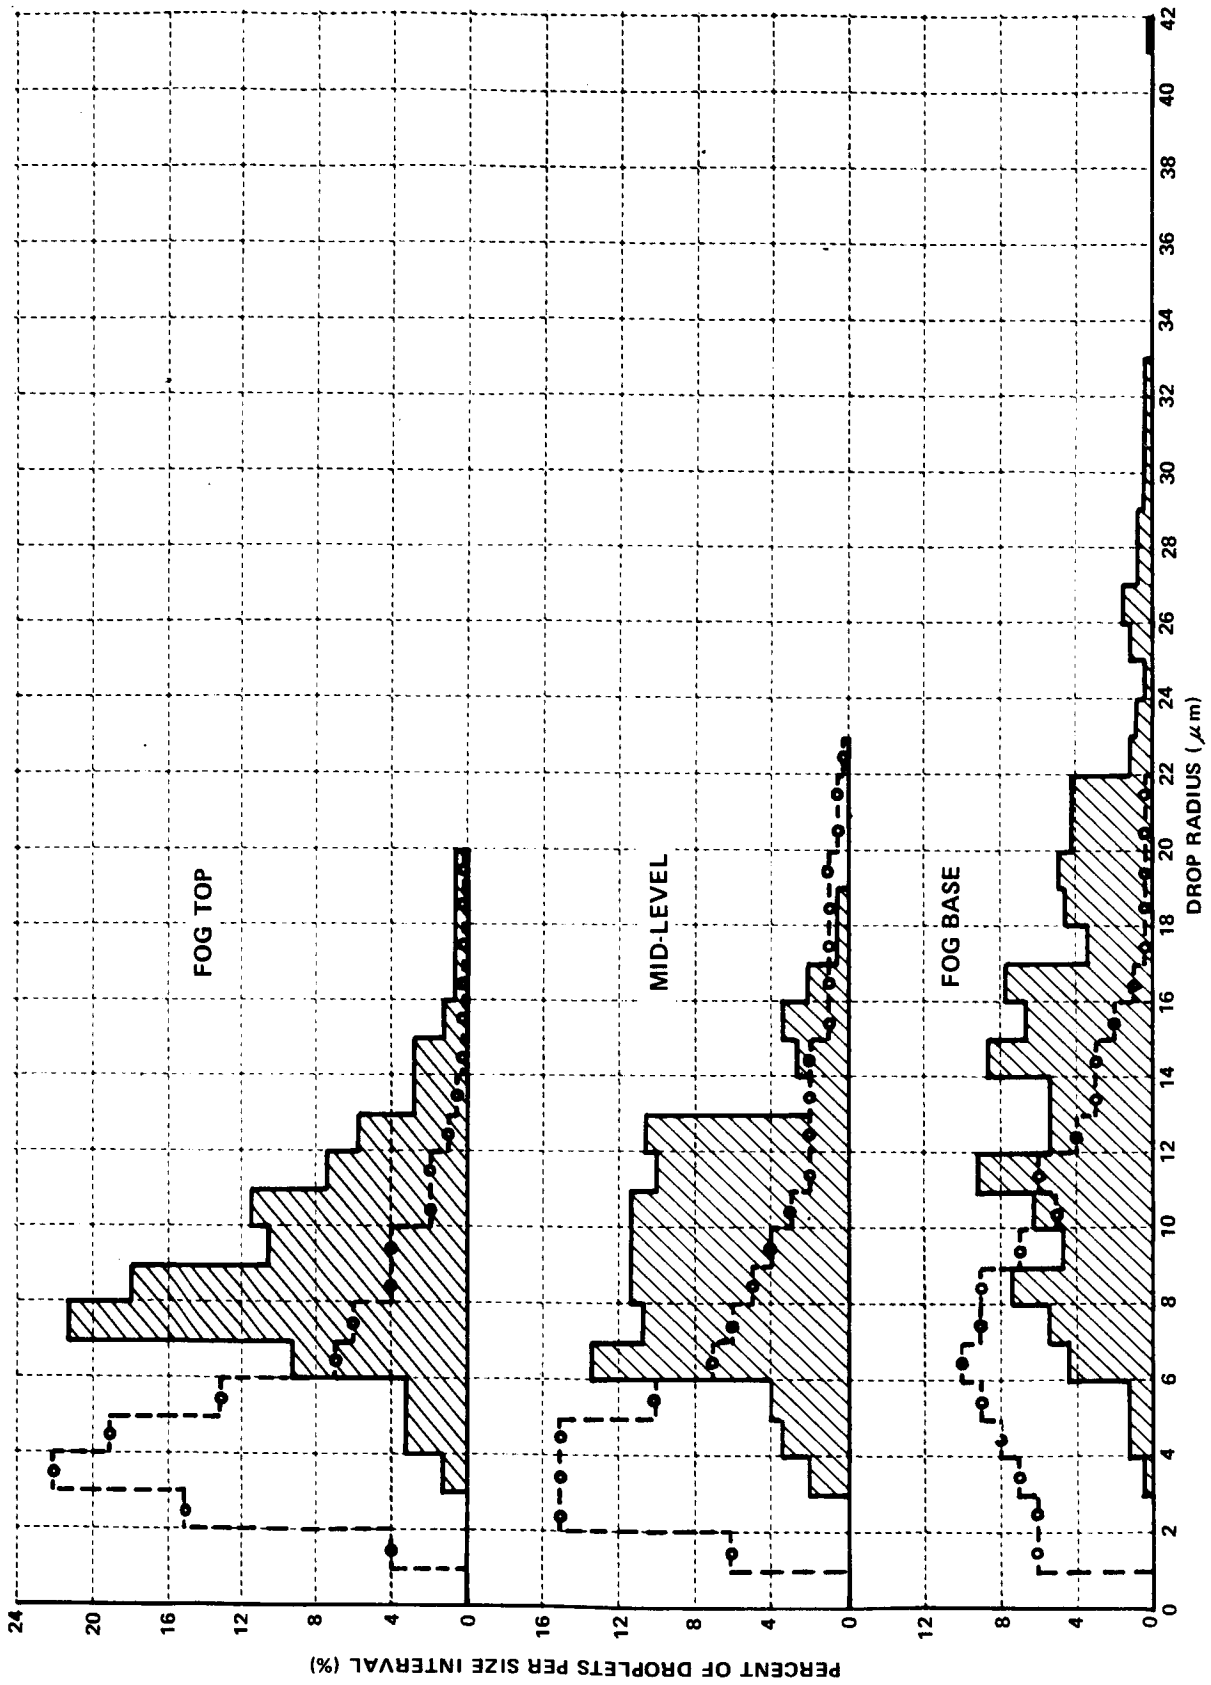 24
20
16
12
8
4
0
FOG TOP
16
12
8
4
0
MID-LEVEL
12
8
4
0
FOG BASE
0 2 4 6 8 10 12 14 16 18 20 22 24 26 28 30 32 34 36 38 40 42
DROP RADIUS (μm)
PERCENT OF DROPLETS PER SIZE INTERVAL (%)